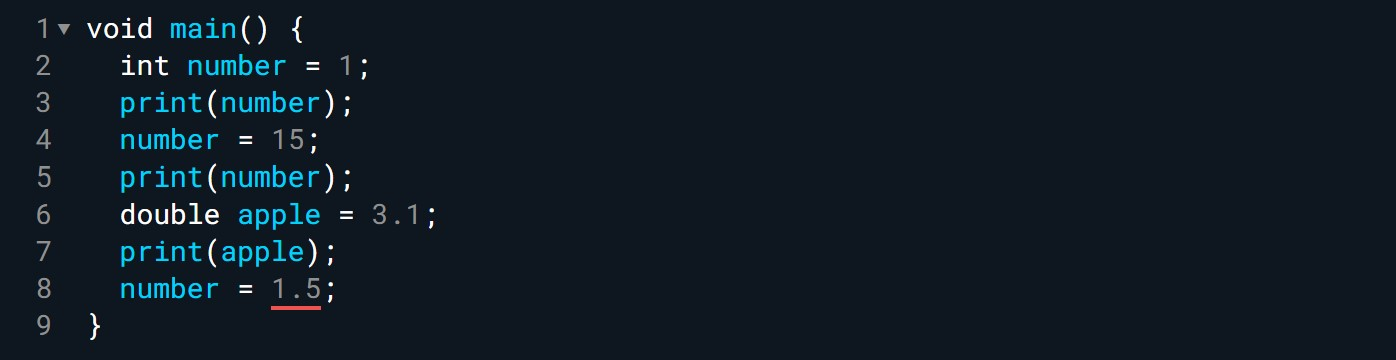 1 void main() {
2 int number = 1;
3 print(number);
4 number = 15;
5 print(number);
6 double apple = 3.1;
7 print(apple);
8 number = 1.5;
9 }